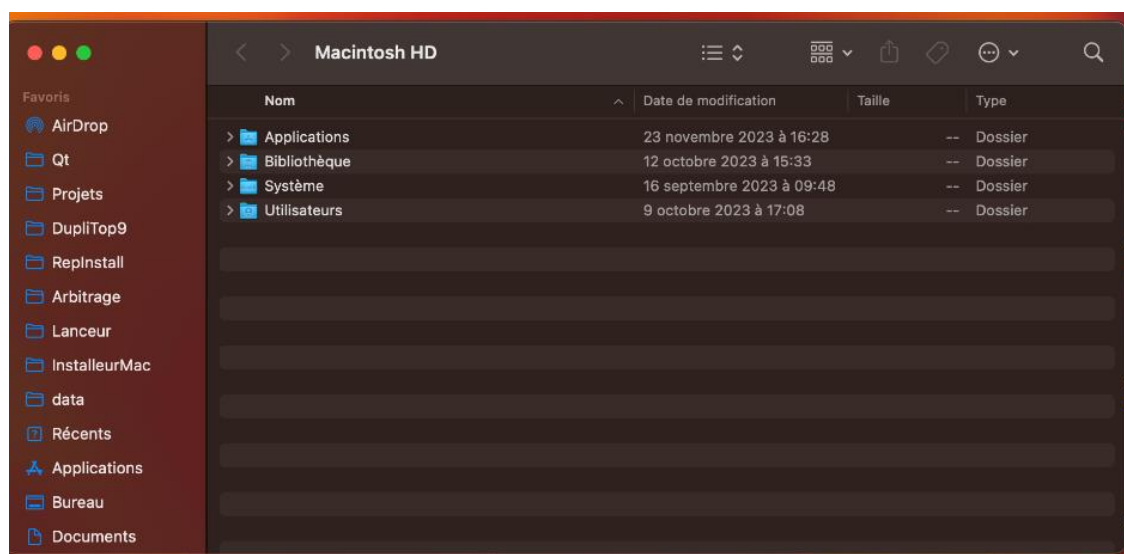 Macintosh HD
Favoris
AirDrop
Qt
Projets
DupliTop9
RepInstall
Arbitrage
Lanceur
InstalleurMac
data
Récents
Applications
Bureau
Documents
Nom Date de modification Taille Type
Applications 23 novembre 2023 à 16:28 -- Dossier
Bibliothèque 12 octobre 2023 à 15:33 -- Dossier
Système 16 septembre 2023 à 09:48 -- Dossier
Utilisateurs 9 octobre 2023 à 17:08 -- Dossier